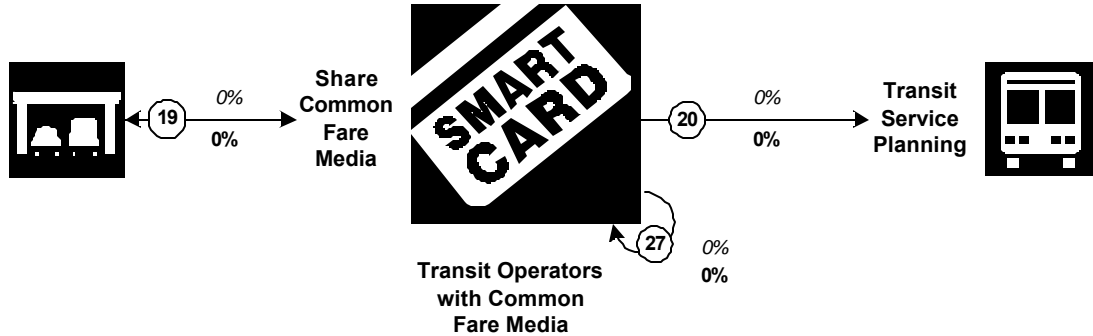 19
0%
0%
Share
Common
Fare
Media
SMART
CARD
20
0%
0%
Transit
Service
Planning
27
0%
0%
Transit Operators
with Common
Fare Media